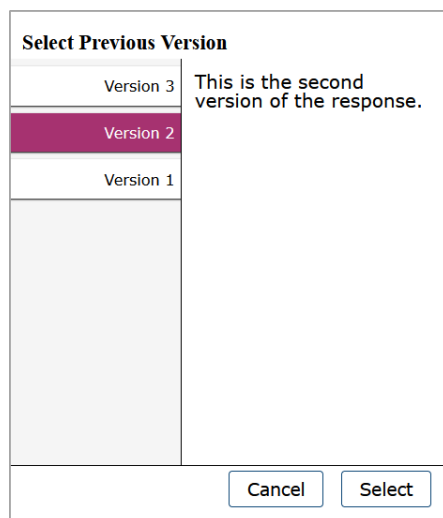 Select Previous Version
Version 3
Version 2
Version 1
This is the second
version of the response.
Cancel
Select